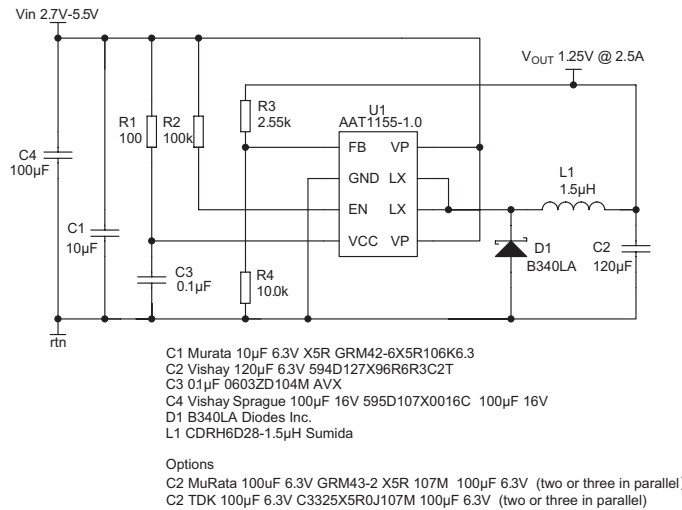 Vin 2.7V-5.5V
VOUT 1.25V @ 2.5A
R1
100
R2
100k
R3
2.55k
U1
AAT1155-1.0
FB VP
GND LX
EN LX
VCC VP
L1
1.5µH
C4
100µF
C1
10µF
C3
0.1µF
R4
10.0k
D1
B340LA
C2
120µF
rtn
C1 Murata 10µF 6.3V X5R GRM42-6X5R106K6.3
C2 Vishay 120µF 6.3V 594D127X96R6R3C2T
C3 0.1µF 0603ZD104M AVX
C4 Vishay Sprague 100µF 16V 595D107X0016C 100µF 16V
D1 B340LA Diodes Inc.
L1 CDRH6D28-1.5µH Sumida
Options
C2 MuRata 100uF 6.3V GRM43-2 X5R 107M 100µF 6.3V (two or three in parallel)
C2 TDK 100µF 6.3V C3325X5R0J107M 100µF 6.3V (two or three in parallel)